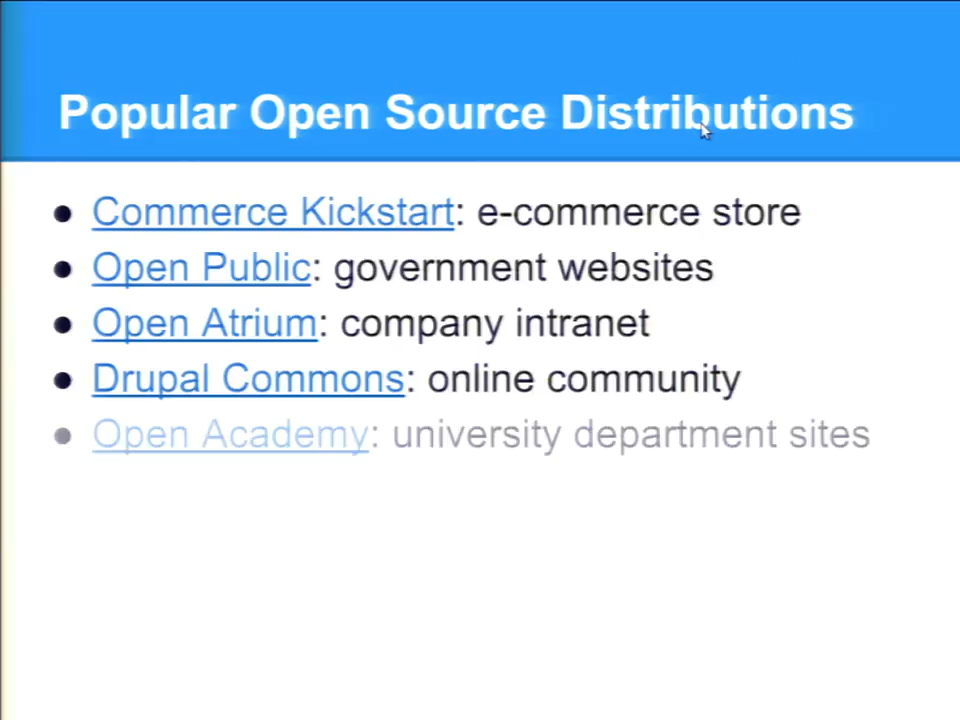 Popular Open Source Distributions
● Commerce Kickstart: e-commerce store
● Open Public: government websites
● Open Atrium: company intranet
● Drupal Commons: online community
● Open Academy: university department sites